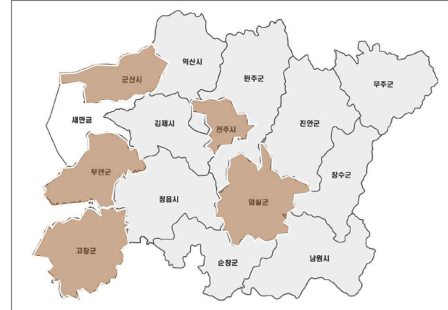 익산시
완주군
무주군
군산시
새만금
김제시
전주시
진안군
부안군
장수군
정읍시
임실군
고창군
순창군
남원시